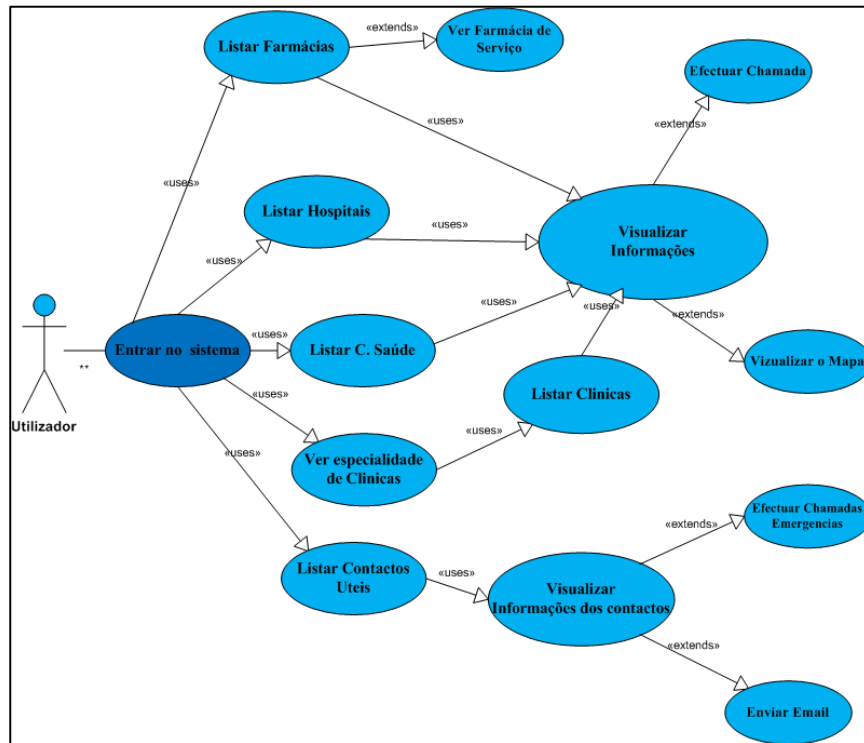 «extends»
Ver Farmácia de
Serviço
Listar Farmácias
Efectuar Chamada
«uses»
«extends»
«uses»
Listar Hospitais
«uses»
Visualizar
Informações
«uses»
«uses»
«uses»
«extends»
Entrar no sistema
«uses»
Listar C. Saúde
Vizualizar o Mapa
**
«uses»
Listar Clinicas
Utilizador
«uses»
«uses»
Ver especialidade
de Clinicas
Efectuar Chamadas
Emergencias
«extends»
Listar Contactos
Uteis
«uses»
Visualizar
Informações dos contactos
«extends»
Enviar Email